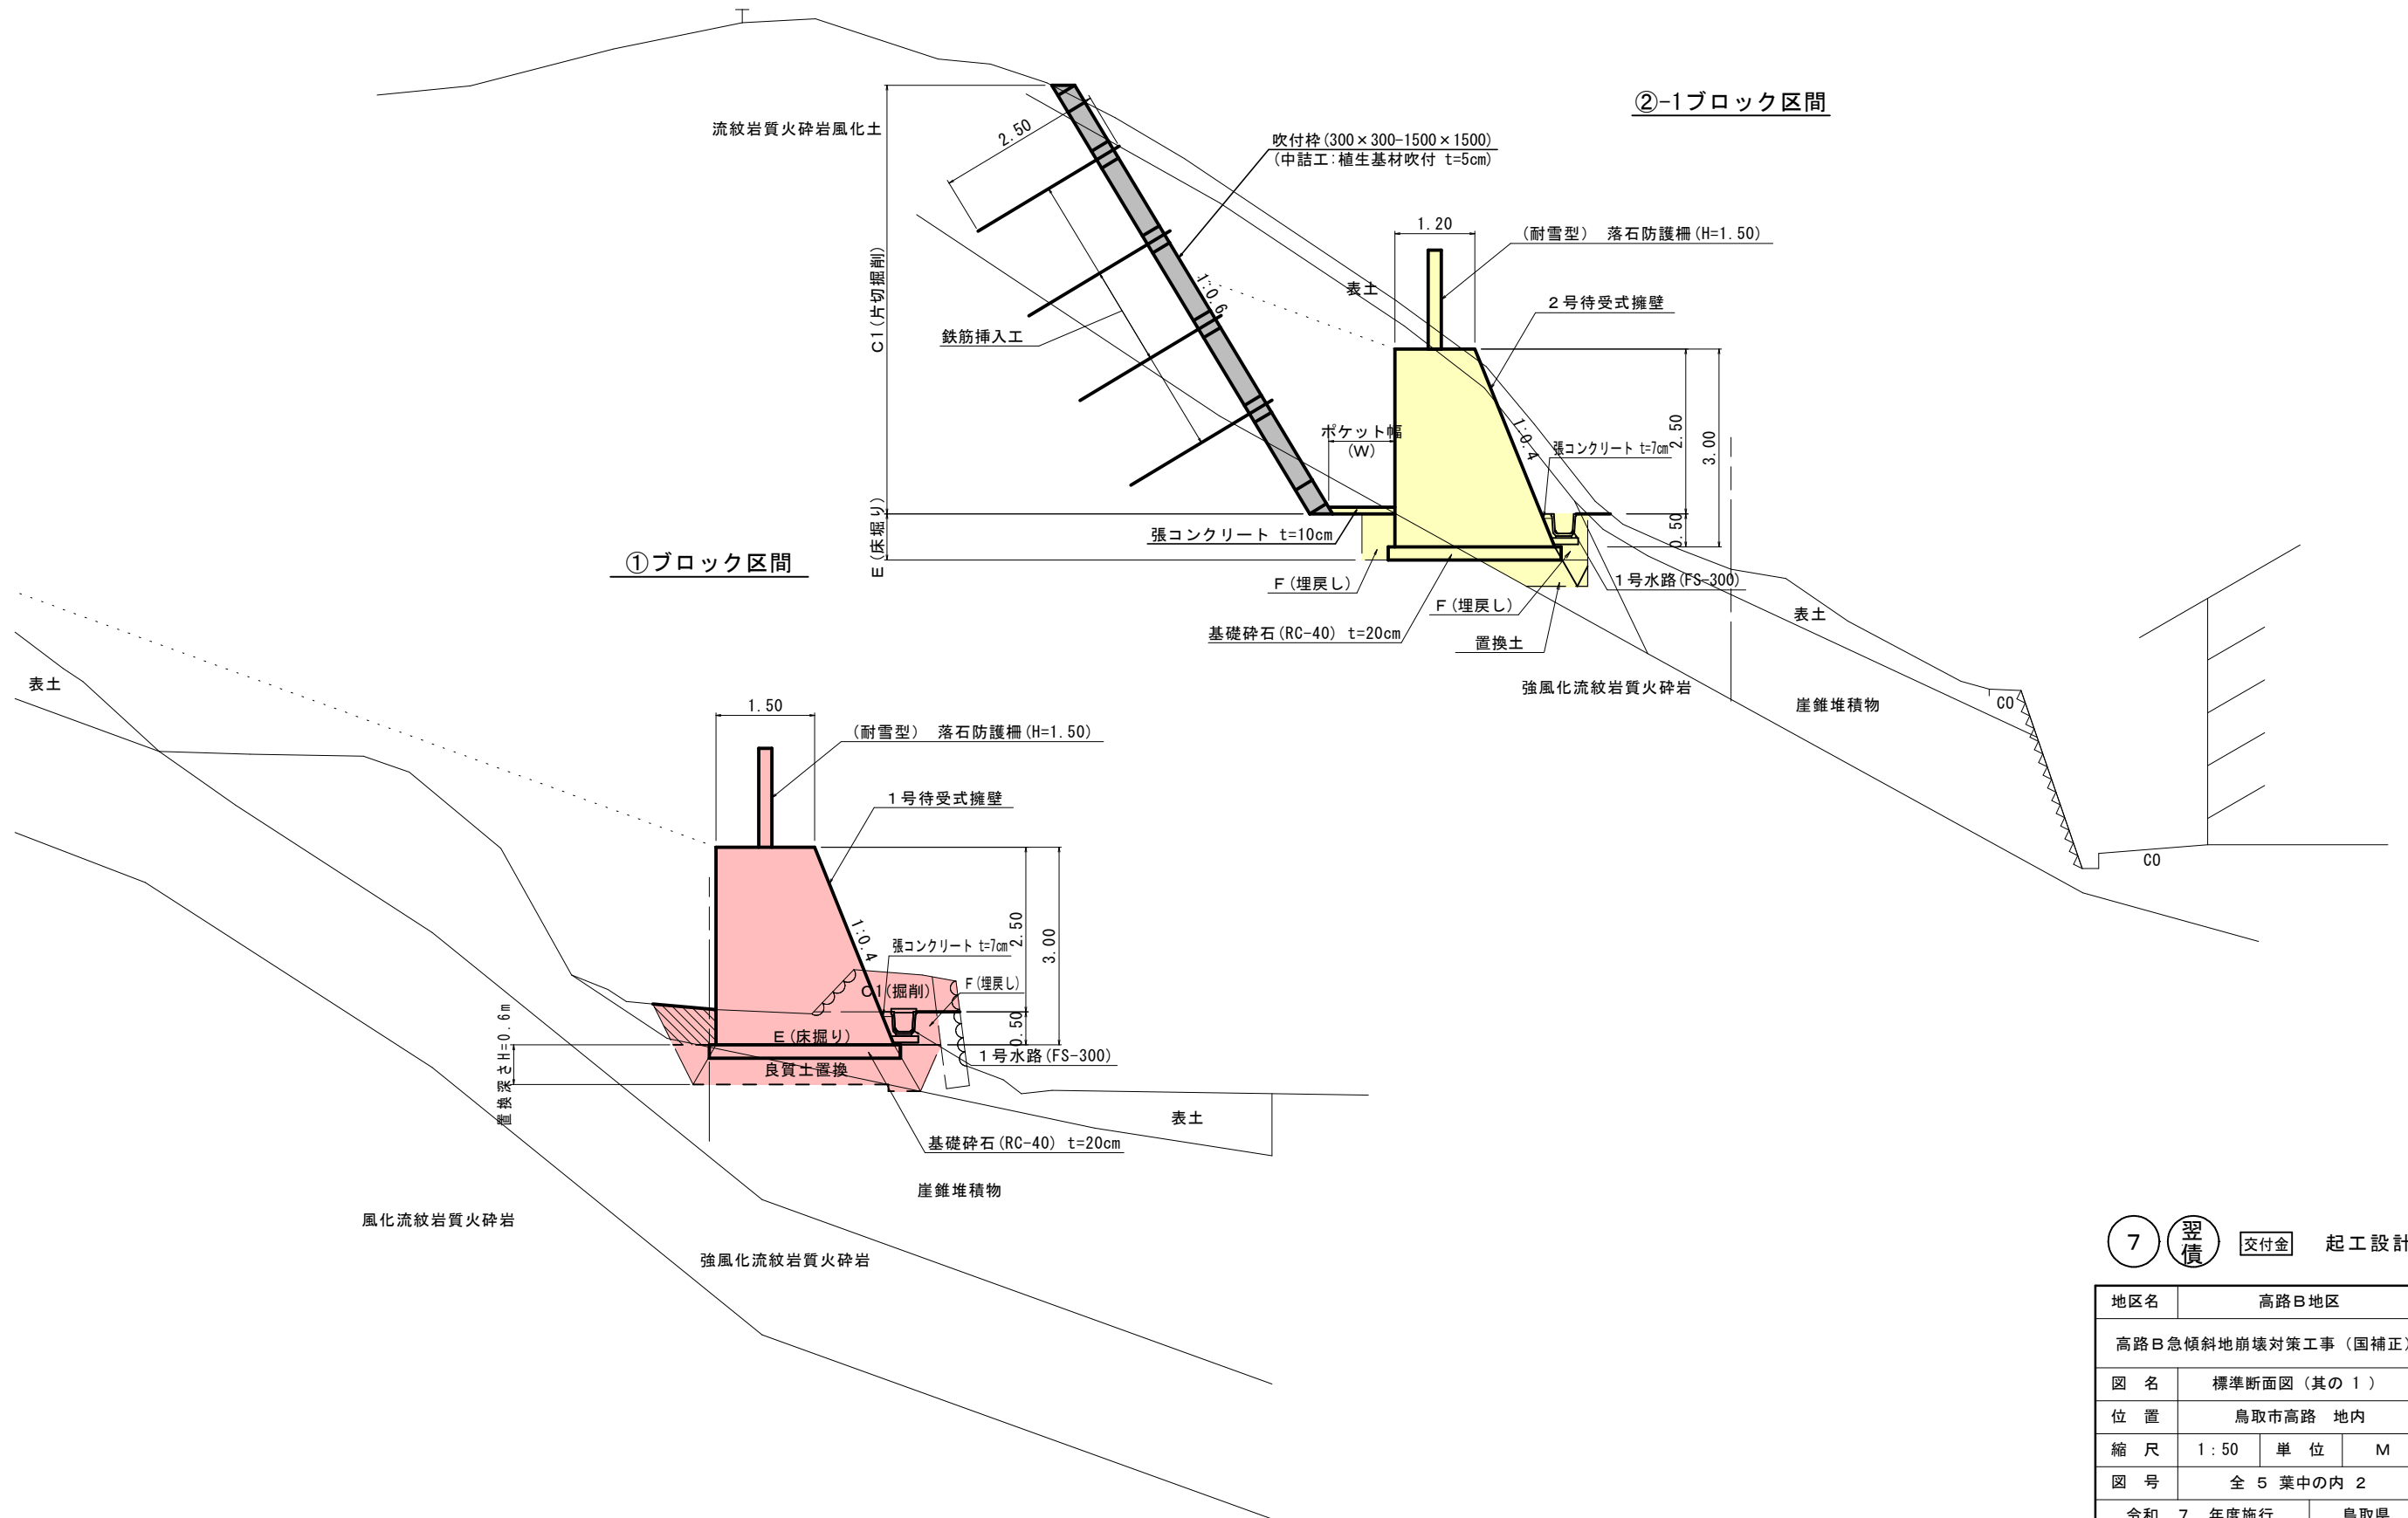 ②-1ブロック区間
流紋岩質火砕岩風化土
2.50
吹付枠(300×300-1500×1500)
(中詰工:植生基材吹付 t=5cm)
1.20
(耐雪型) 落石防護柵(H=1.50)
C1(片切掘削)
1:0.6
表土
2号待受式擁壁
鉄筋挿入工
ポケット幅
(W)
1:0.4
張コンクリート t=7cm
2.50
3.00
E(床堀り)
張コンクリート t=10cm
0.50
F(埋戻し)
1号水路(FS-300)
F(埋戻し)
基礎砕石(RC-40) t=20cm
置換土
表土
強風化流紋岩質火砕岩
崖錐堆積物
CO
CO
①ブロック区間
表土
1.50
(耐雪型) 落石防護柵(H=1.50)
1号待受式擁壁
1:0.4
張コンクリート t=7cm
2.50
3.00
C1(掘削)
F(埋戻し)
0.50
E(床掘り)
1号水路(FS-300)
良質土置換
置換深さH=0.6m
表土
基礎砕石(RC-40) t=20cm
崖錐堆積物
風化流紋岩質火砕岩
強風化流紋岩質火砕岩
7 翌債 交付金 起工設計
地区名 高路B地区
高路B急傾斜地崩壊対策工事(国補正)
図 名 標準断面図(其の 1 )
位 置 鳥取市高路 地内
縮 尺 1:50 単 位 M
図 号 全 5 葉中の内 2
令和 7 年度施行 鳥取県